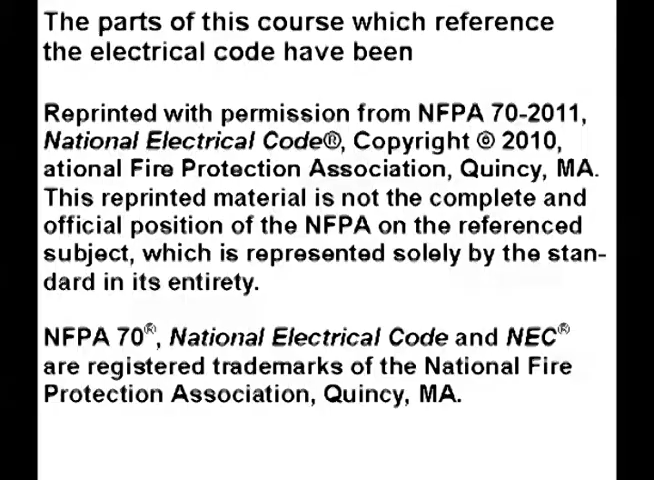 The parts of this course which reference
the electrical code have been
Reprinted with permission from NFPA 70-2011,
National Electrical Code®, Copyright © 2010,
ational Fire Protection Association, Quincy, MA.
This reprinted material is not the complete and
official position of the NFPA on the referenced
subject, which is represented solely by the stan-
dard in its entirety.
NFPA 70®, National Electrical Code and NEC®
are registered trademarks of the National Fire
Protection Association, Quincy, MA.